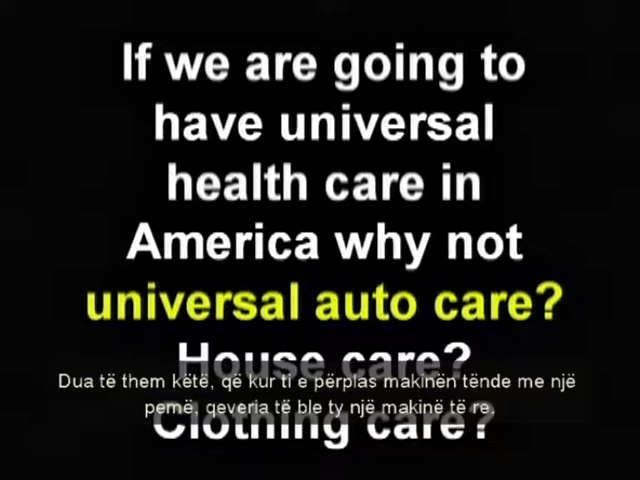 If we are going to
have universal
health care in
America why not
universal auto care?
House care?
Dua të them këtë, që kur ti e përplas makinën tënde me një
pemë, qeveria të ble ty një makinë të re.
Clothing care?